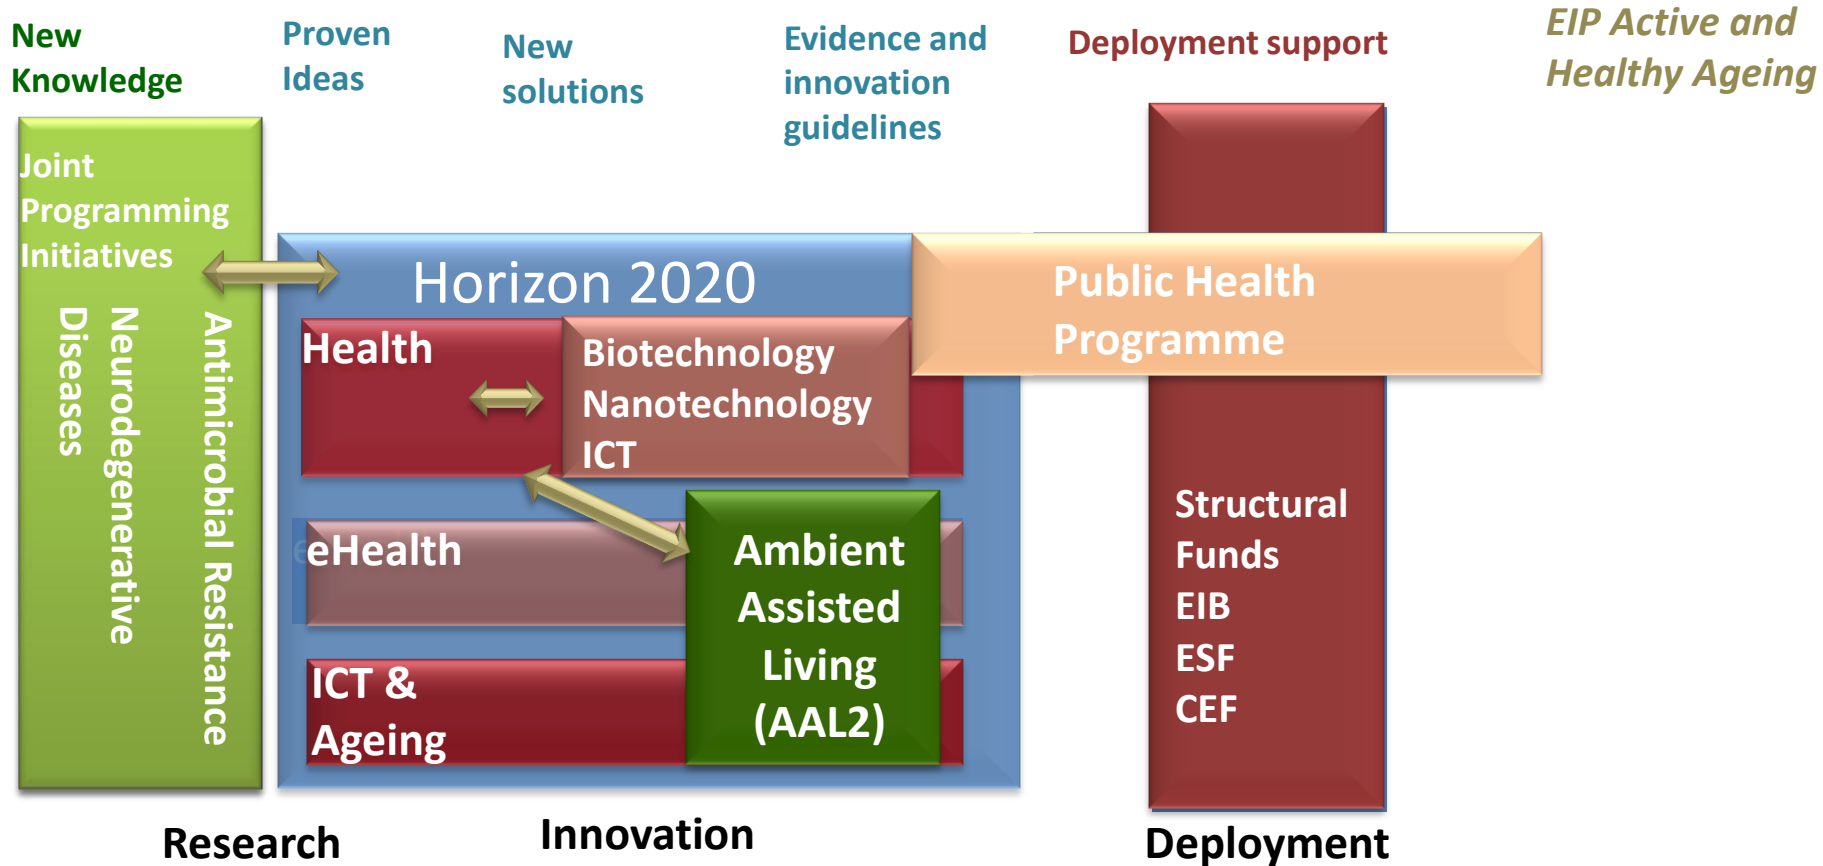 New
Knowledge
Proven
Ideas
New
solutions
Evidence and
innovation
guidelines
Deployment support
EIP Active and
Healthy Ageing
Joint
Programming
Initiatives
Neurodegenerative
Diseases
Antimicrobial Resistance
Horizon 2020
Health
Biotechnology
Nanotechnology
ICT
eHealth
ICT &
Ageing
Ambient
Assisted
Living
(AAL2)
Public Health
Programme
Structural
Funds
EIB
ESF
CEF
Research
Innovation
Deployment